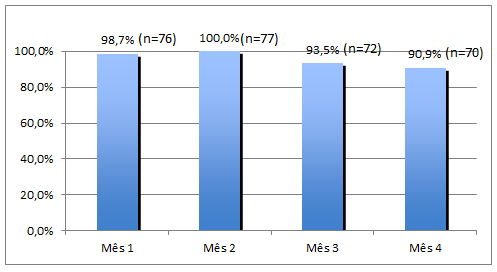 98,7% (n=76)
100,0% (n=77)
93,5% (n=72)
90,9% (n=70)
100,0%
80,0%
60,0%
40,0%
20,0%
0,0%
Mês 1
Mês 2
Mês 3
Mês 4